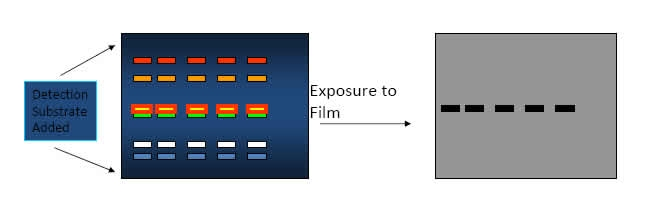 Detection
Substrate
Added
Exposure to
Film